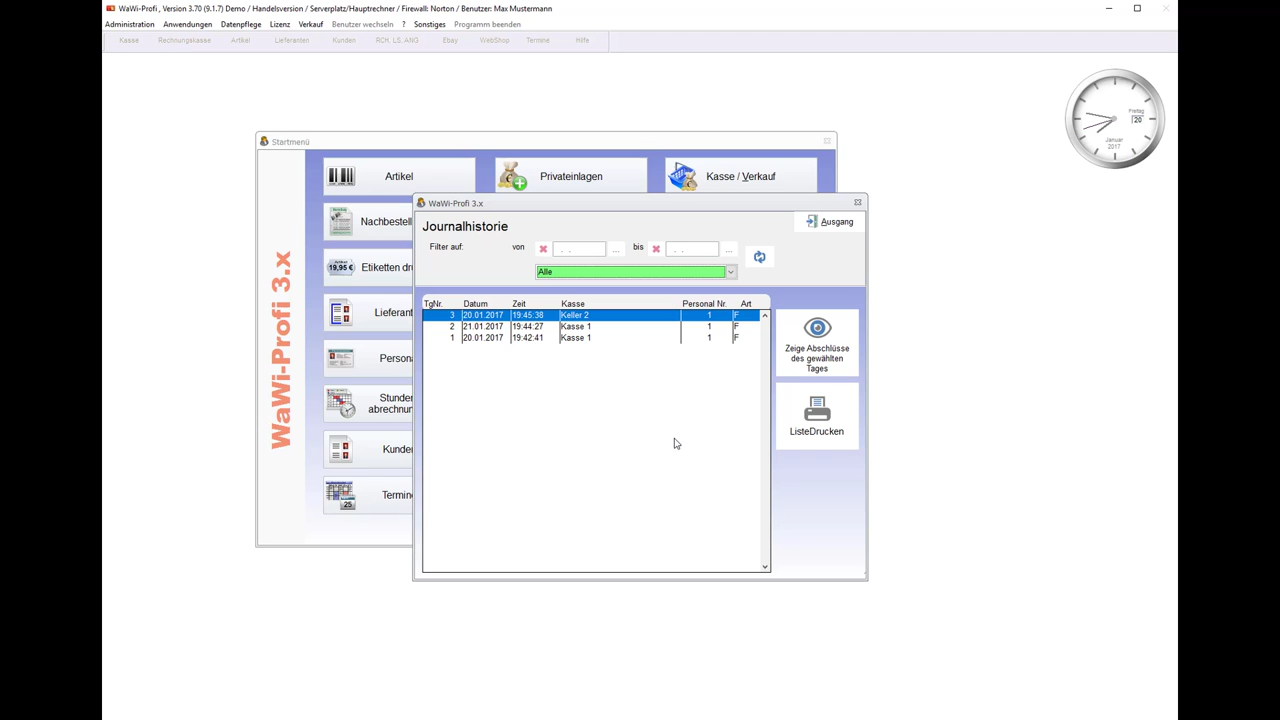 WaWi-Profi , Version 3.70 (9.1.7) Demo / Handelsversion / Serverplatz/Hauptrechner / Firewall: Norton / Benutzer: Max Mustermann
Administration Anwendungen Datenpflege Lizenz Verkauf Benutzer wechseln ? Sonstiges Programm beenden
Kasse Rechnungskasse Artikel Lieferanten Kunden RCH, LS, ANG Ebay WebShop Termine Hilfe
Freitag
20
Januar
2017
Startmenü
WaWi-Profi 3.x
Artikel
Privateinlagen
Kasse / Verkauf
Nachbestell
19,95 €
Etiketten dru
Lieferant
Persona
Stunde
abrechnun
Kunde
25
Termin
WaWi-Profi 3.x
Journalhistorie
Ausgang
Filter auf: von . . ... bis . . ...
Alle
TgNr. Datum Zeit Kasse Personal Nr. Art
3 20.01.2017 19:45:38 Keller 2 1 F
2 21.01.2017 19:44:27 Kasse 1 1 F
1 20.01.2017 19:42:41 Kasse 1 1 F
Zeige Abschlüsse
des gewählten
Tages
ListeDrucken